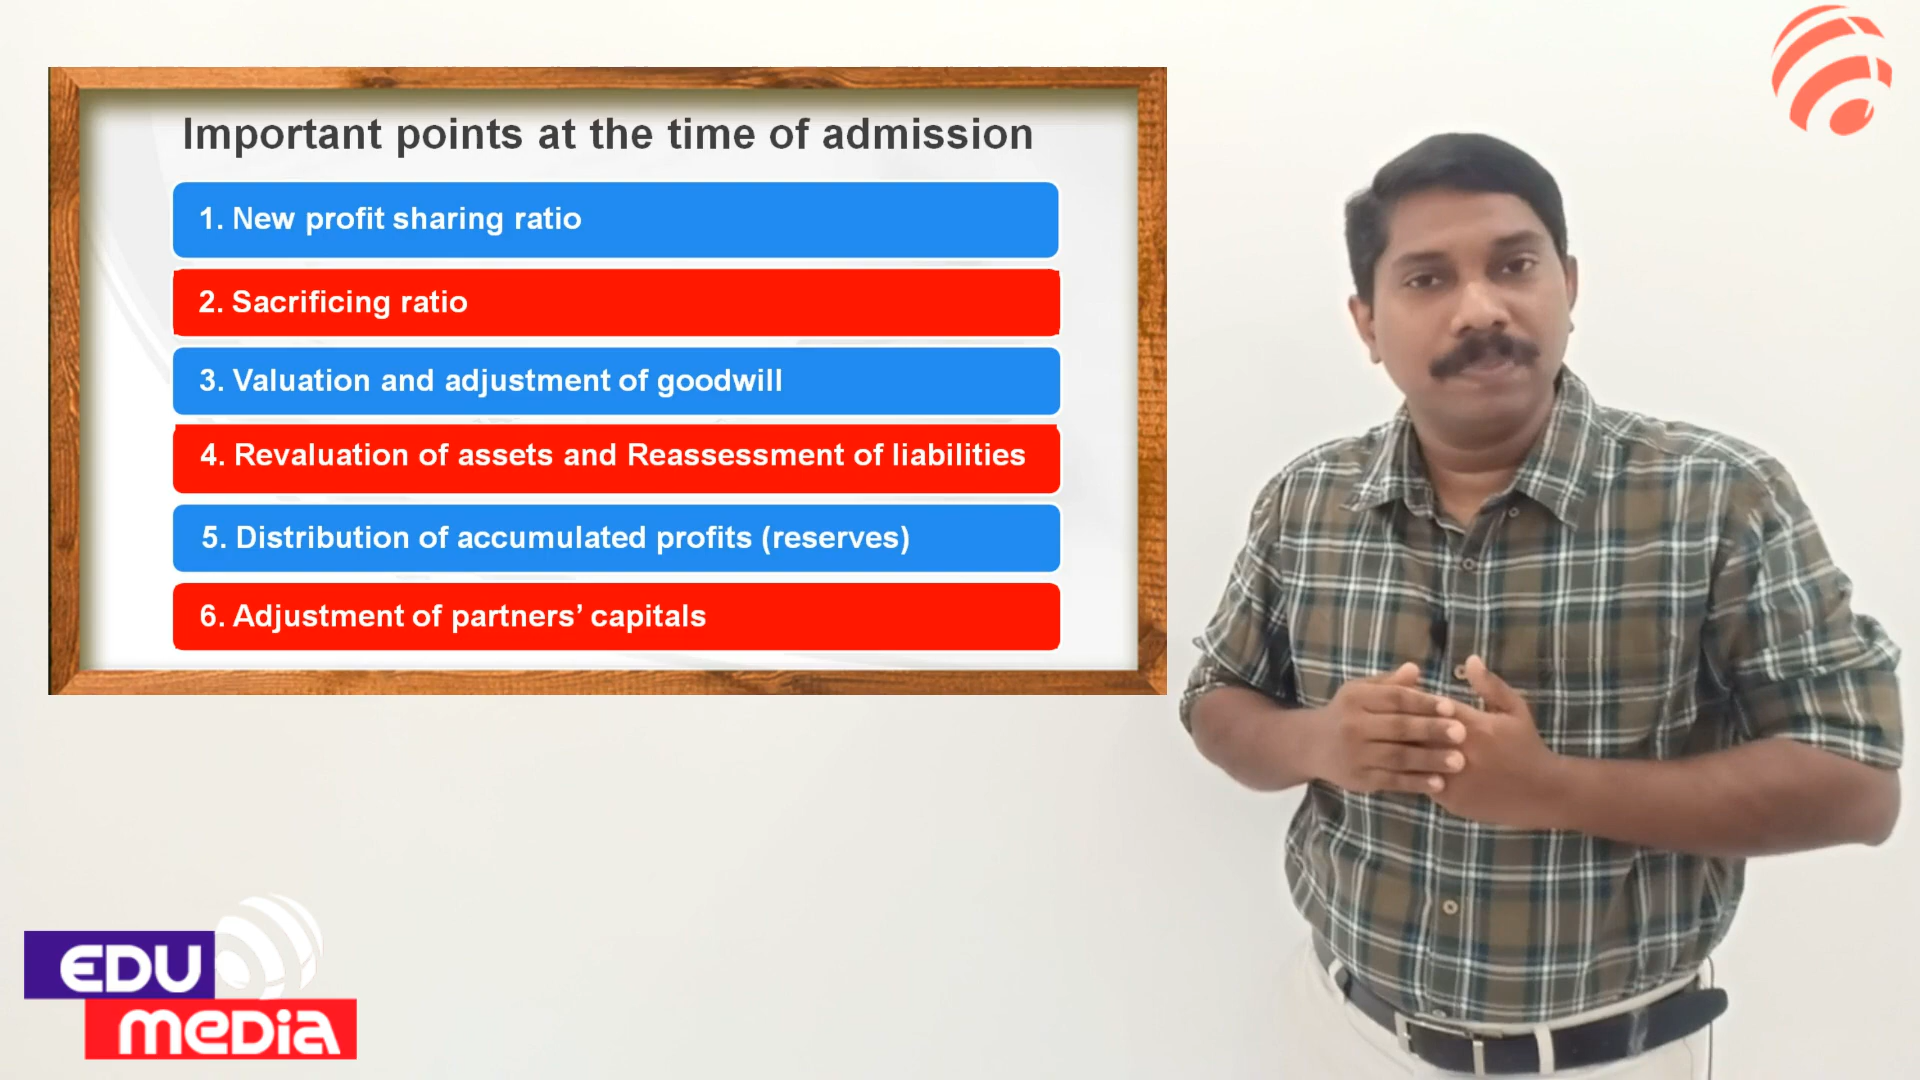 Important points at the time of admission
1. New profit sharing ratio
2. Sacrificing ratio
3. Valuation and adjustment of goodwill
4. Revaluation of assets and Reassessment of liabilities
5. Distribution of accumulated profits (reserves)
6. Adjustment of partners’ capitals
EDU
meDia